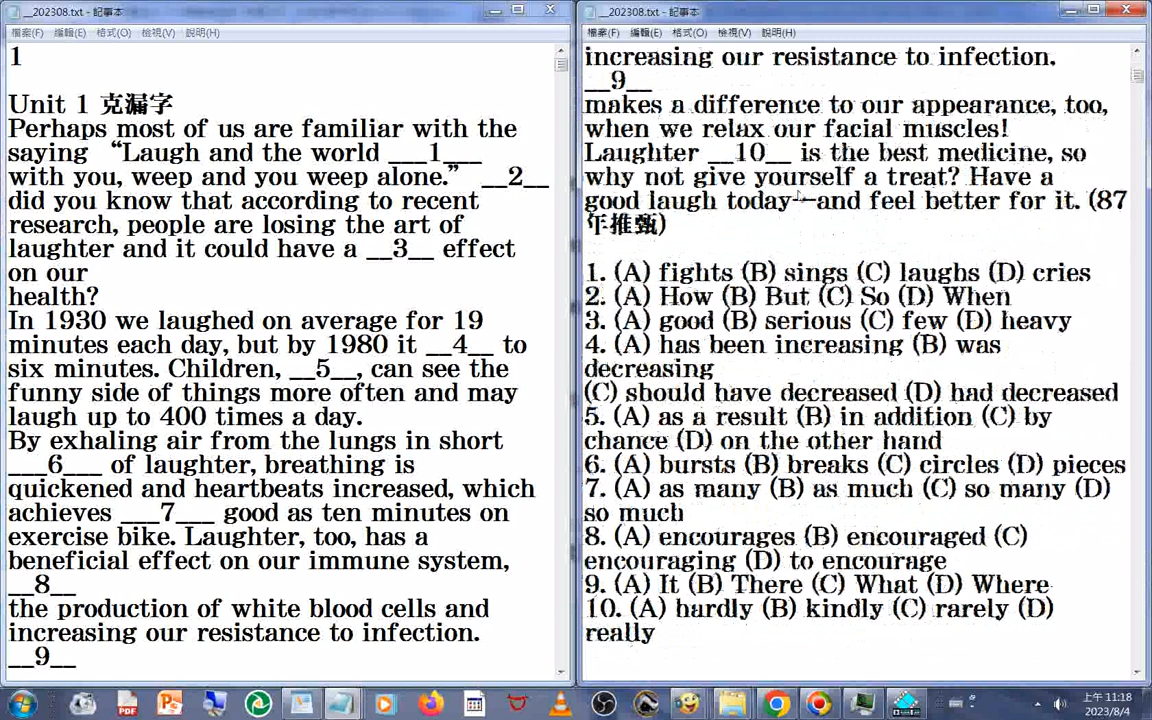 __202308.txt - 記事本
檔案(F) 編輯(E) 格式(O) 檢視(V) 說明(H)
1
Unit 1 克漏字
Perhaps most of us are familiar with the
saying “Laugh and the world ___1___
with you, weep and you weep alone.” __2__
did you know that according to recent
research, people are losing the art of
laughter and it could have a __3__ effect
on our
health?
In 1930 we laughed on average for 19
minutes each day, but by 1980 it __4__ to
six minutes. Children, __5__, can see the
funny side of things more often and may
laugh up to 400 times a day.
By exhaling air from the lungs in short
___6___ of laughter, breathing is
quickened and heartbeats increased, which
achieves ___7___ good as ten minutes on
exercise bike. Laughter, too, has a
beneficial effect on our immune system,
__8__
the production of white blood cells and
increasing our resistance to infection.
__9__
__202308.txt - 記事本
檔案(F) 編輯(E) 格式(O) 檢視(V) 說明(H)
increasing our resistance to infection.
__9__
makes a difference to our appearance, too,
when we relax our facial muscles!
Laughter __10__ is the best medicine, so
why not give yourself a treat? Have a
good laugh today--and feel better for it. (87
年推甄)
1. (A) fights (B) sings (C) laughs (D) cries
2. (A) How (B) But (C) So (D) When
3. (A) good (B) serious (C) few (D) heavy
4. (A) has been increasing (B) was
decreasing
(C) should have decreased (D) had decreased
5. (A) as a result (B) in addition (C) by
chance (D) on the other hand
6. (A) bursts (B) breaks (C) circles (D) pieces
7. (A) as many (B) as much (C) so many (D)
so much
8. (A) encourages (B) encouraged (C)
encouraging (D) to encourage
9. (A) It (B) There (C) What (D) Where
10. (A) hardly (B) kindly (C) rarely (D)
really
PDF
上午 11:18
2023/8/4